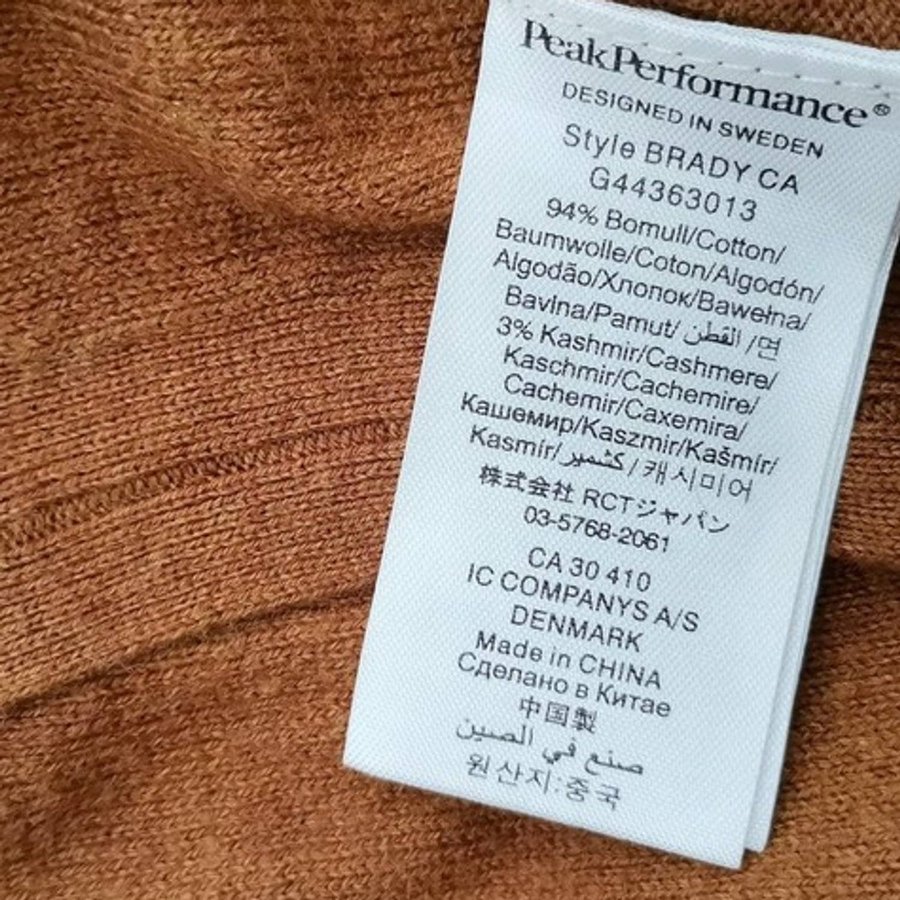 PeakPerformance®
DESIGNED IN SWEDEN
Style BRADY CA
G44363013
94% Bomull/Cotton/
Baumwolle/Coton/Algodón/
Algodão/Хлопок/Bawełna/
Bavlna/Pamut/ القطن /면
3% Kashmir/Cashmere/
Kaschmir/Cachemire/
Cachemir/Caxemira/
Кашемир/Kaszmir/Kašmír/
Kasmír/كشمير/캐시미어
株式会社 RCTジャパン
03-5768-2061
CA 30 410
IC COMPANYS A/S
DENMARK
Made in CHINA
Сделано в Китае
中国製
صنع في الصين
원산지:중국